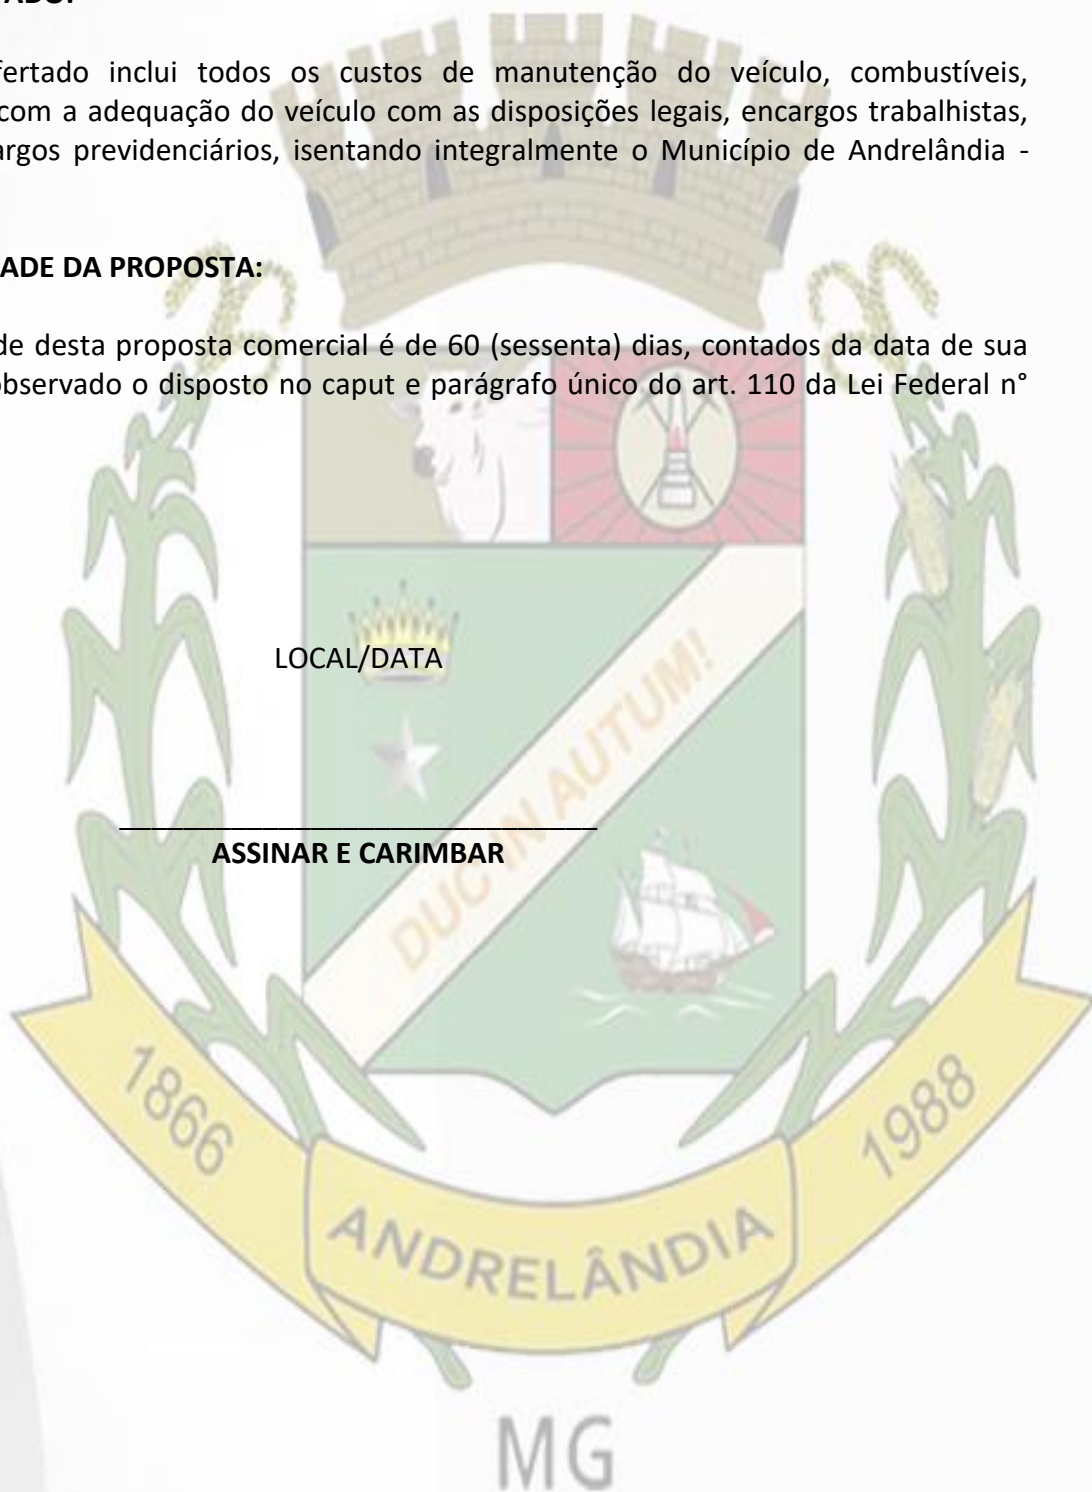 fertado inclui todos os custos de manutenção do veículo, combustíveis,
com a adequação do veículo com as disposições legais, encargos trabalhistas,
argos previdenciários, isentando integralmente o Município de Andrelândia -
ADE DA PROPOSTA:
de desta proposta comercial é de 60 (sessenta) dias, contados da data de sua
observado o disposto no caput e parágrafo único do art. 110 da Lei Federal n°
LOCAL/DATA
ASSINAR E CARIMBAR
DUC IN AUTUM!
1866
ANDRELÂNDIA
1988
MG